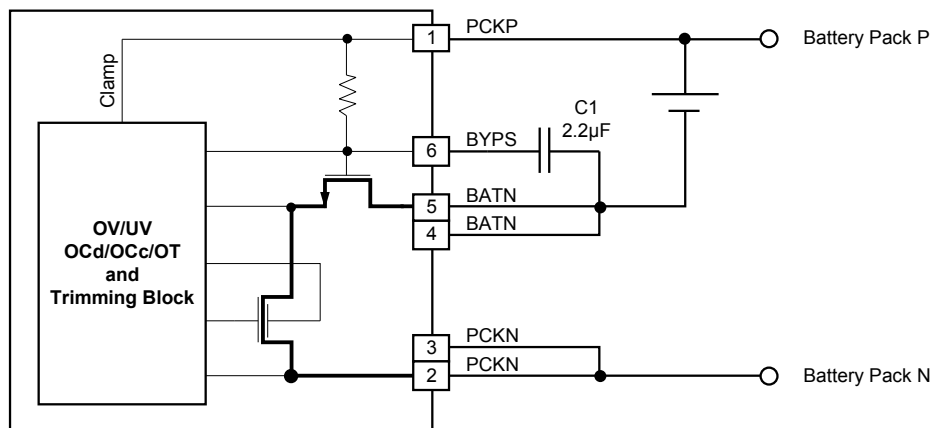 1
PCKP
Battery Pack P
Clamp
C1
2.2µF
6
BYPS
5
BATN
4
BATN
OV/UV
OCd/OCc/OT
and
Trimming Block
3
PCKN
2
PCKN
Battery Pack N